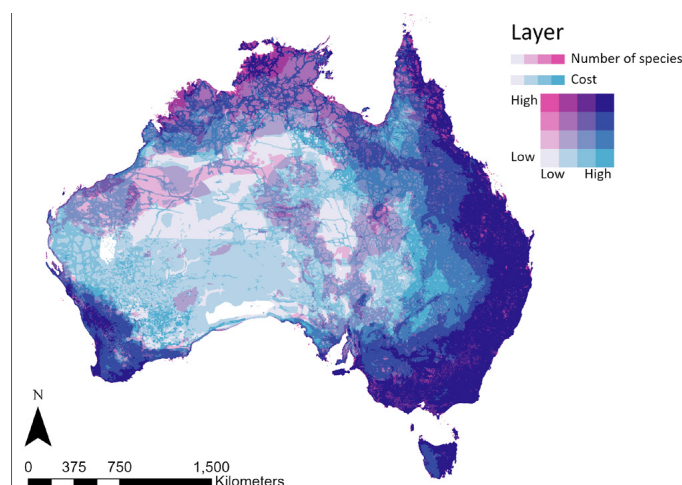 Layer
Number of species
Cost
High
Low
Low High
N
0 375 750 1,500
Kilometers